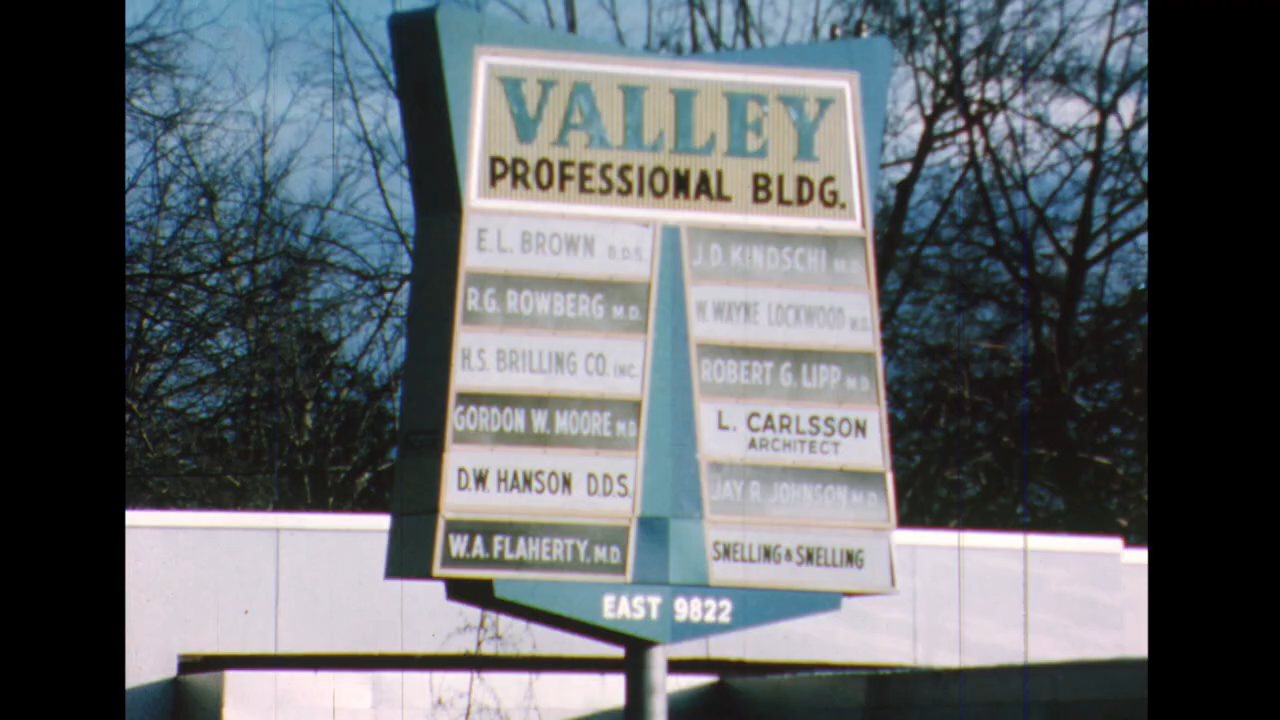 VALLEY
PROFESSIONAL BLDG.
E.L. BROWN D.D.S.
R.G. ROWBERG M.D.
H.S. BRILLING CO. INC.
GORDON W. MOORE M.D.
D.W. HANSON D.D.S.
W.A. FLAHERTY, M.D.
J.D. KINDSCHI M.D.
W. WAYNE LOCKWOOD M.D.
ROBERT G. LIPP M.D.
L. CARLSSON
ARCHITECT
JAY R. JOHNSON M.D.
SNELLING & SNELLING
EAST 9822